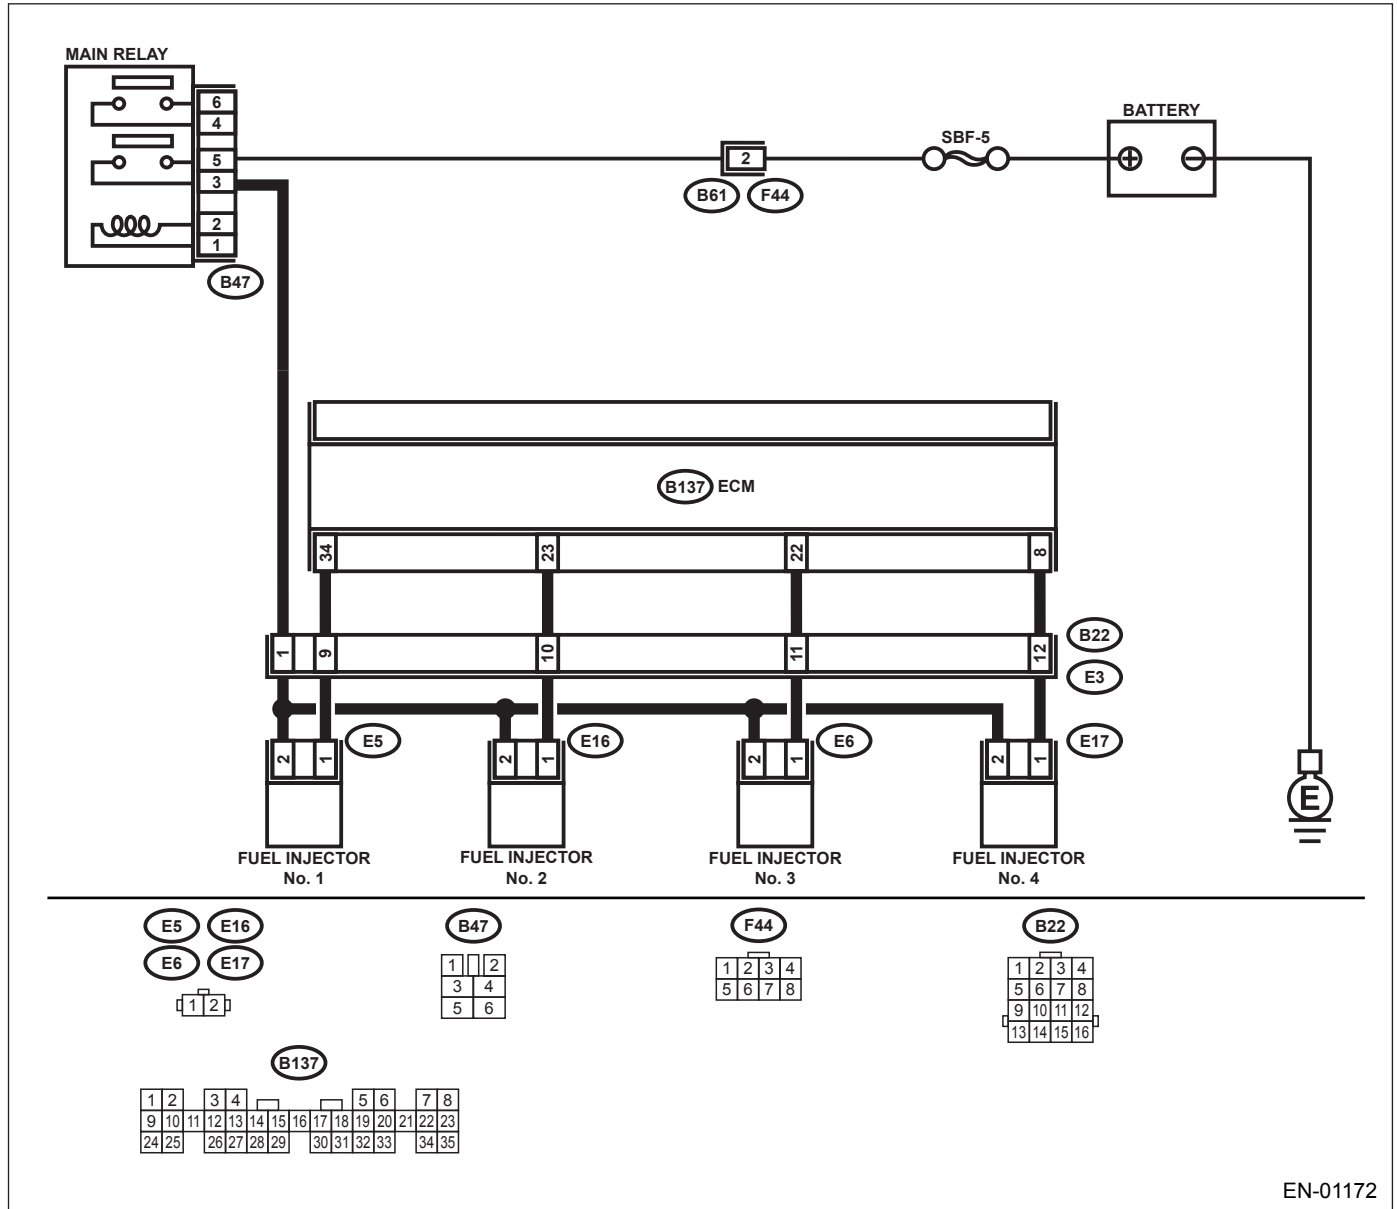 MAIN RELAY
6
4
5
3
2
1
B47
2
B61 F44
SBF-5
BATTERY
B137 ECM
34 23 22 8
1 9 10 11 12
B22
E3
2 1 E5
2 1 E16
2 1 E6
2 1 E17
E
FUEL INJECTOR
No. 1
FUEL INJECTOR
No. 2
FUEL INJECTOR
No. 3
FUEL INJECTOR
No. 4
E5 E16
E6 E17
1 2
B47
1 2
3 4
5 6
F44
1 2 3 4
5 6 7 8
B22
1 2 3 4
5 6 7 8
9 10 11 12
13 14 15 16
B137
1 2 3 4 5 6 7 8
9 10 11 12 13 14 15 16 17 18 19 20 21 22 23
24 25 26 27 28 29 30 31 32 33 34 35
EN-01172